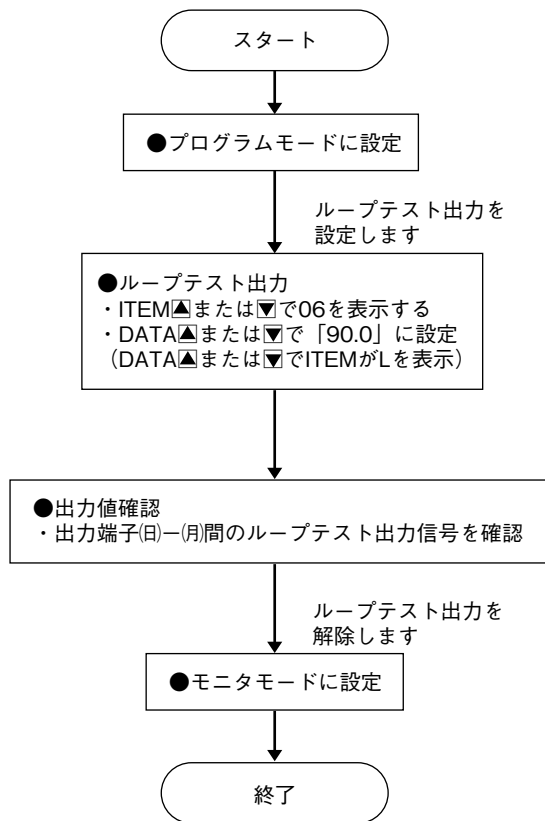 スタート
●プログラムモードに設定
ループテスト出力を
設定します
●ループテスト出力
・ITEM▲または▼で06を表示する
・DATA▲または▼で「90.0」に設定
（DATA▲または▼でITEMがLを表示）
●出力値確認
・出力端子㈰－㈪間のループテスト出力信号を確認
ループテスト出力を
解除します
●モニタモードに設定
終了